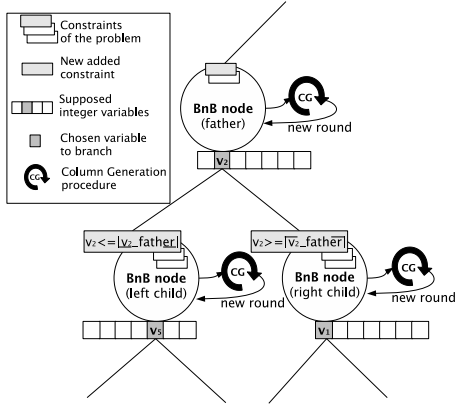 Constraints
of the problem
New added
constraint
Supposed
integer variables
Chosen variable
to branch
CG
Column Generation
procedure
BnB node
(father)
CG
new round
v₂
v₂<=⌊v₂_father⌋
BnB node
(left child)
CG
new round
v₅
v₂>=⌈v₂_father⌉
BnB node
(right child)
CG
new round
v₁